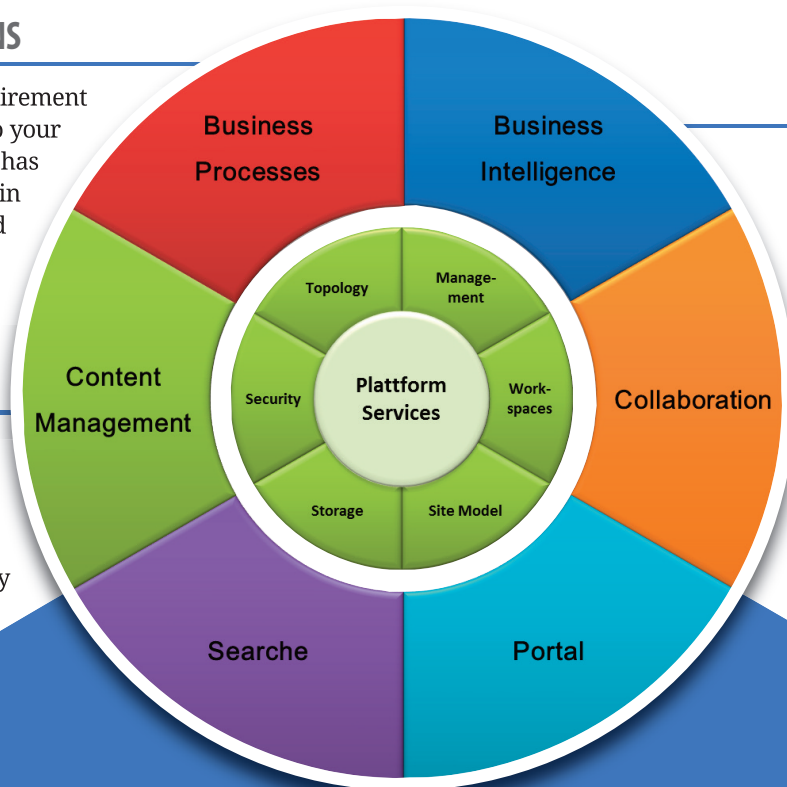 NS
irement
o your
has
in
d
y
Business
Processes
Business
Intelligence
Content
Management
Collaboration
Searche
Portal
Topology
Manage-
ment
Security
Work-
spaces
Storage
Site Model
Plattform
Services